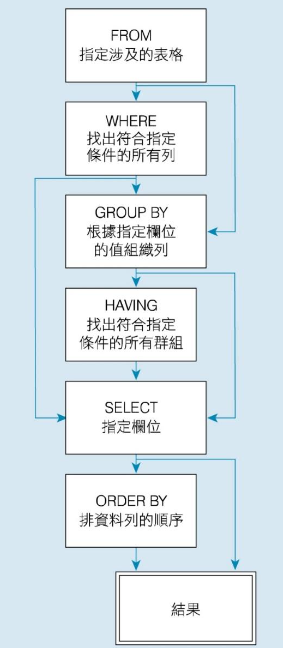 FROM
指定涉及的表格
WHERE
找出符合指定
條件的所有列
GROUP BY
根據指定欄位
的值組織列
HAVING
找出符合指定
條件的所有群組
SELECT
指定欄位
ORDER BY
排資料列的順序
結果